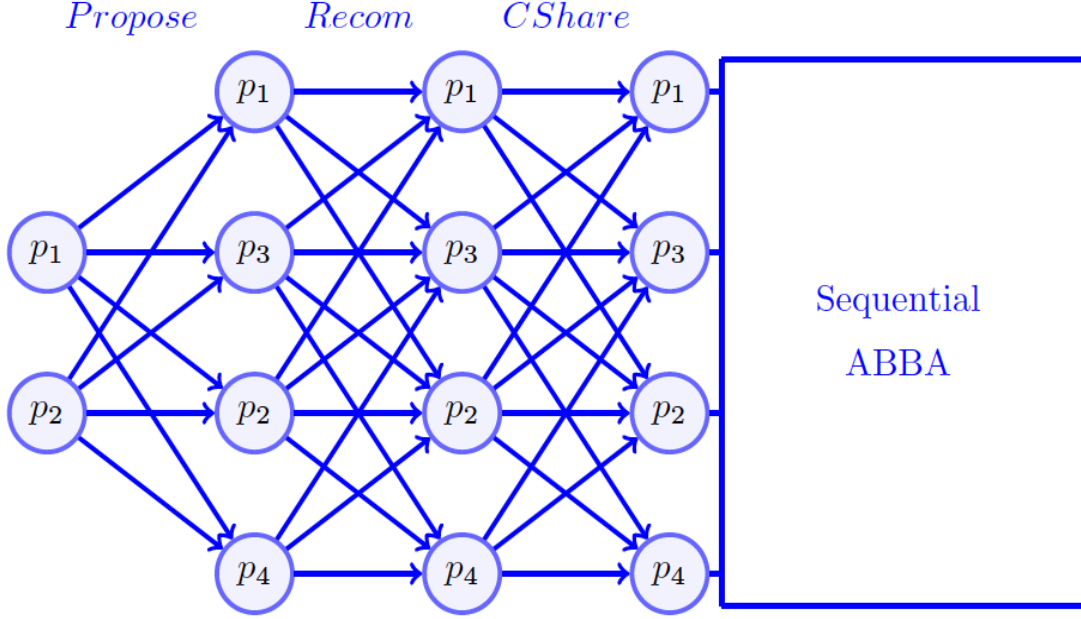 Propose Recom CShare
p1 p1 p1
p1 p3 p3 p3
Sequential
ABBA
p2 p2 p2 p2
p4 p4 p4